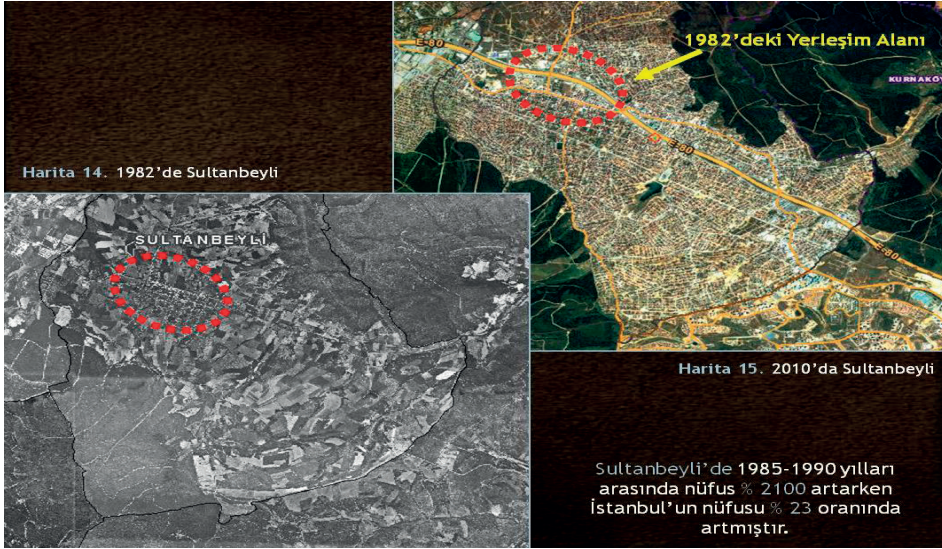 E-80
1982'deki Yerleşim Alanı
KURNAKÖY
E-80
E-80
Harita 14. 1982'de Sultanbeyli
SULTANBEYLİ
Harita 15. 2010'da Sultanbeyli
Sultanbeyli'de 1985-1990 yılları
arasında nüfus % 2100 artarken
İstanbul'un nüfusu % 23 oranında
artmıştır.